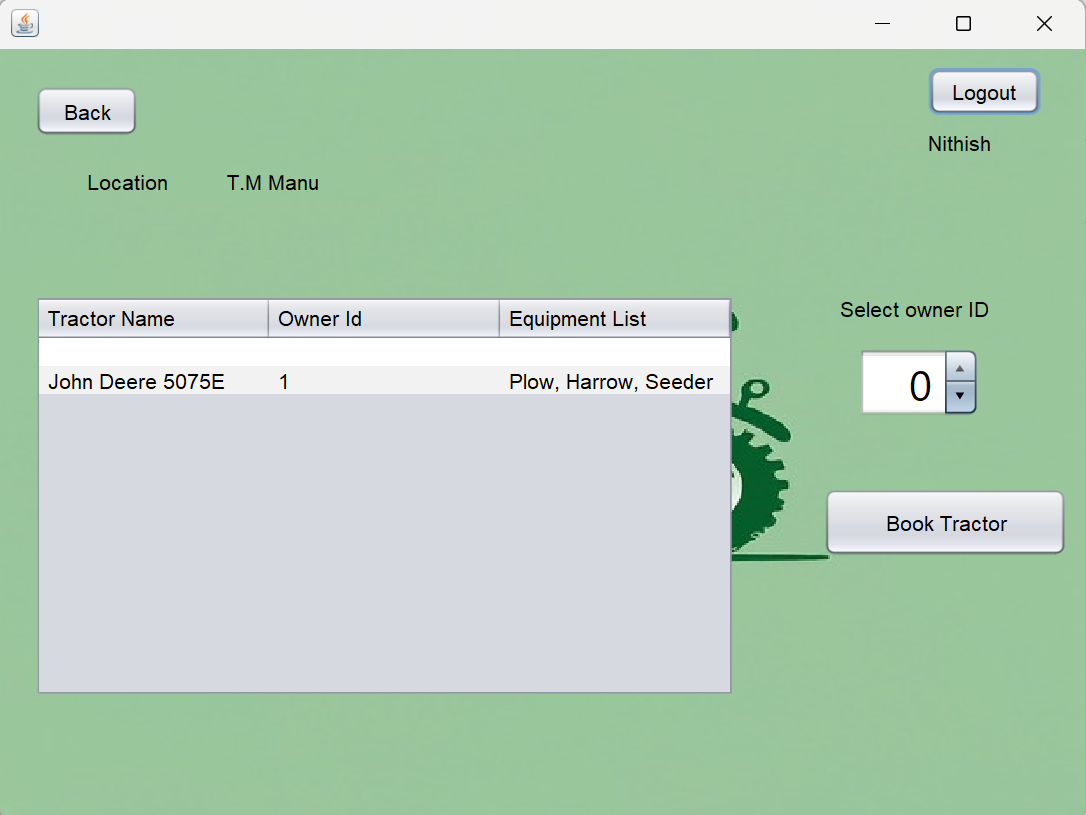 Back
Logout
Nithish
Location T.M Manu
Tractor Name Owner Id Equipment List
John Deere 5075E 1 Plow, Harrow, Seeder
Select owner ID
0
Book Tractor